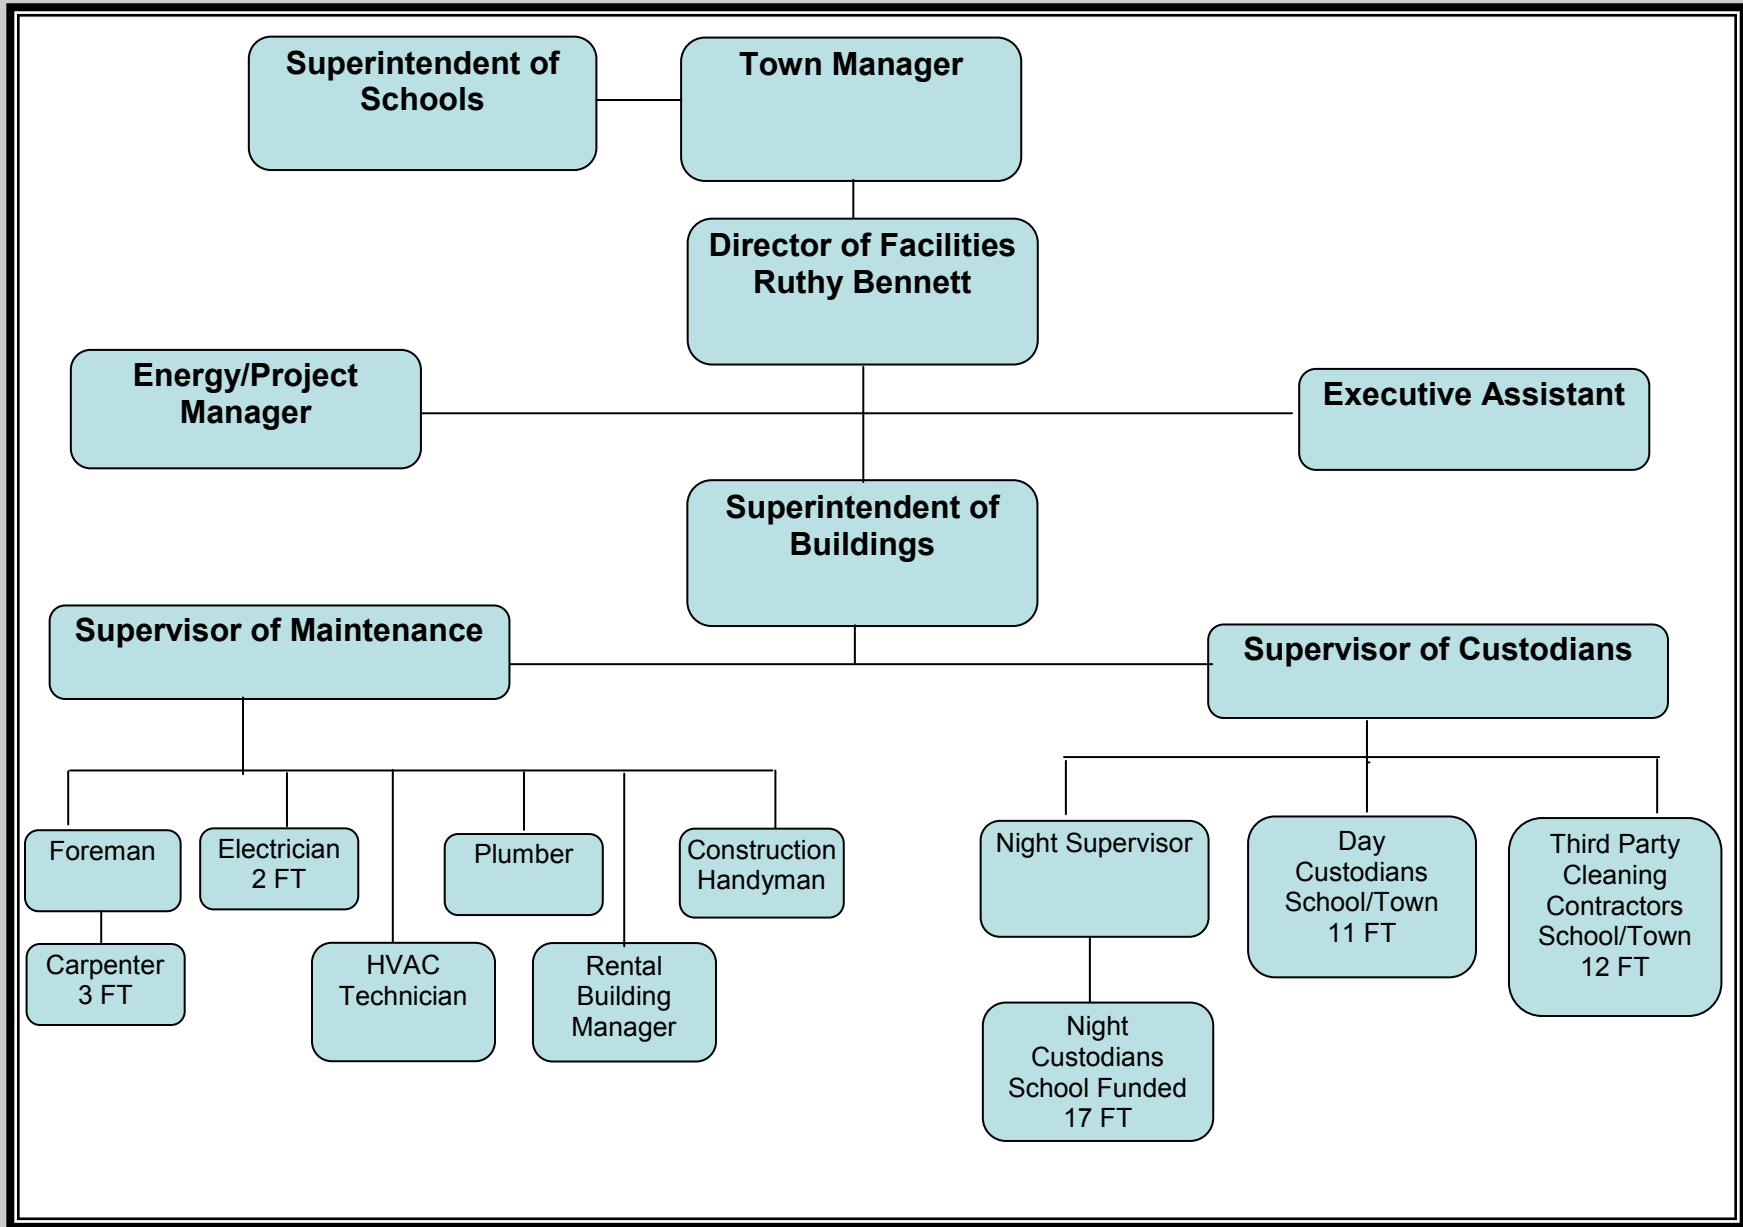 Superintendent of
Schools
Town Manager
Director of Facilities
Ruthy Bennett
Energy/Project
Manager
Executive Assistant
Superintendent of
Buildings
Supervisor of Maintenance
Supervisor of Custodians
Foreman
Electrician
2 FT
Plumber
Construction
Handyman
Carpenter
3 FT
HVAC
Technician
Rental
Building
Manager
Night Supervisor
Day
Custodians
School/Town
11 FT
Third Party
Cleaning
Contractors
School/Town
12 FT
Night
Custodians
School Funded
17 FT